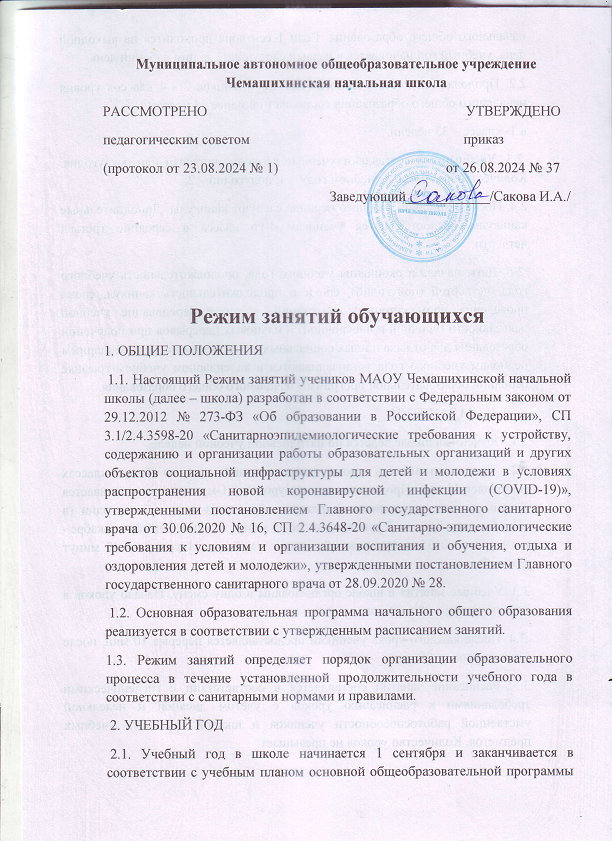 Муниципальное автономное общеобразовательное учреждение
Чемашихинская начальная школа
РАССМОТРЕНО УТВЕРЖДЕНО
педагогическим советом приказ
(протокол от 23.08.2024 № 1) от 26.08.2024 № 37
Заведующий Сакова /Сакова И.А./
Режим занятий обучающихся
1. ОБЩИЕ ПОЛОЖЕНИЯ
1.1. Настоящий Режим занятий учеников МАОУ Чемашихинской начальной
школы (далее – школа) разработан в соответствии с Федеральным законом от
29.12.2012 № 273-ФЗ «Об образовании в Российской Федерации», СП
3.1/2.4.3598-20 «Санитарноэпидемиологические требования к устройству,
содержанию и организации работы образовательных организаций и других
объектов социальной инфраструктуры для детей и молодежи в условиях
распространения новой коронавирусной инфекции (COVID-19)»,
утвержденными постановлением Главного государственного санитарного
врача от 30.06.2020 № 16, СП 2.4.3648-20 «Санитарно-эпидемиологические
требования к условиям и организации воспитания и обучения, отдыха и
оздоровления детей и молодежи», утвержденными постановлением Главного
государственного санитарного врача от 28.09.2020 № 28.
1.2. Основная образовательная программа начального общего образования
реализуется в соответствии с утвержденным расписанием занятий.
1.3. Режим занятий определяет порядок организации образовательного
процесса в течение установленной продолжительности учебного года в
соответствии с санитарными нормами и правилами.
2. УЧЕБНЫЙ ГОД
2.1. Учебный год в школе начинается 1 сентября и заканчивается в
соответствии с учебным планом основной общеобразовательной программы